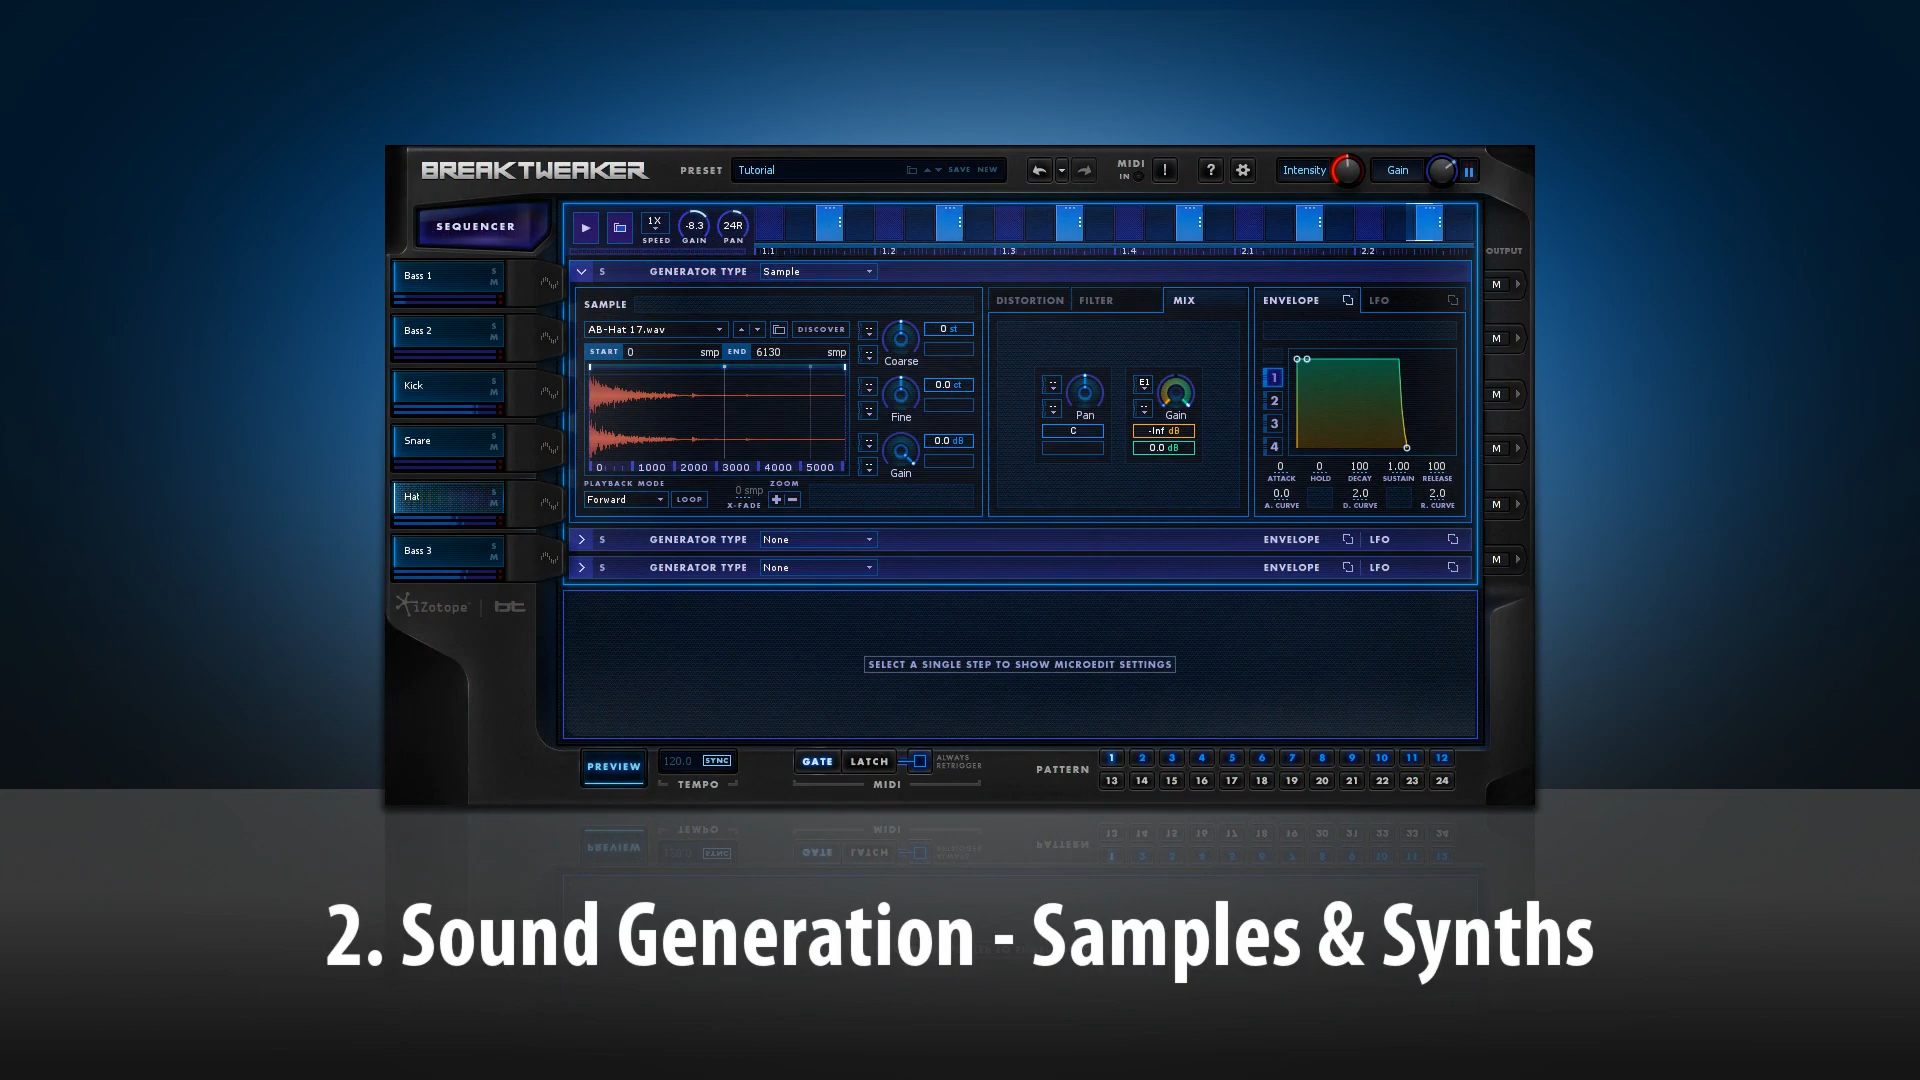 BREAKTWEAKER
PRESET Tutorial SAVE NEW
MIDI IN ! ? Intensity Gain
SEQUENCER
1X SPEED -8.3 GAIN 24R PAN
1.1 1.2 1.3 1.4 2.1 2.2
OUTPUT
Bass 1 S M
Bass 2 S M
Kick S M
Snare S M
Hat S M
Bass 3 S M
iZotope | bt
S GENERATOR TYPE Sample
SAMPLE
AB-Hat 17.wav DISCOVER
START 0 smp END 6130 smp
0 1000 2000 3000 4000 5000
PLAYBACK MODE ZOOM
Forward LOOP 0 smp X-FADE
0 st
Coarse
0.0 ct
Fine
0.0 dB
Gain
DISTORTION FILTER MIX
Pan
C
E1
Gain
-Inf dB
0.0 dB
ENVELOPE LFO
1
2
3
4
0 0 100 1.00 100
ATTACK HOLD DECAY SUSTAIN RELEASE
0.0 2.0 2.0
A. CURVE D. CURVE R. CURVE
S GENERATOR TYPE None ENVELOPE LFO
S GENERATOR TYPE None ENVELOPE LFO
M
M
M
M
M
M
SELECT A SINGLE STEP TO SHOW MICROEDIT SETTINGS
PREVIEW
120.0 SYNC
TEMPO
GATE LATCH ALWAYS RETRIGGER
MIDI
PATTERN
1 2 3 4 5 6 7 8 9 10 11 12
13 14 15 16 17 18 19 20 21 22 23 24
2. Sound Generation - Samples & Synths